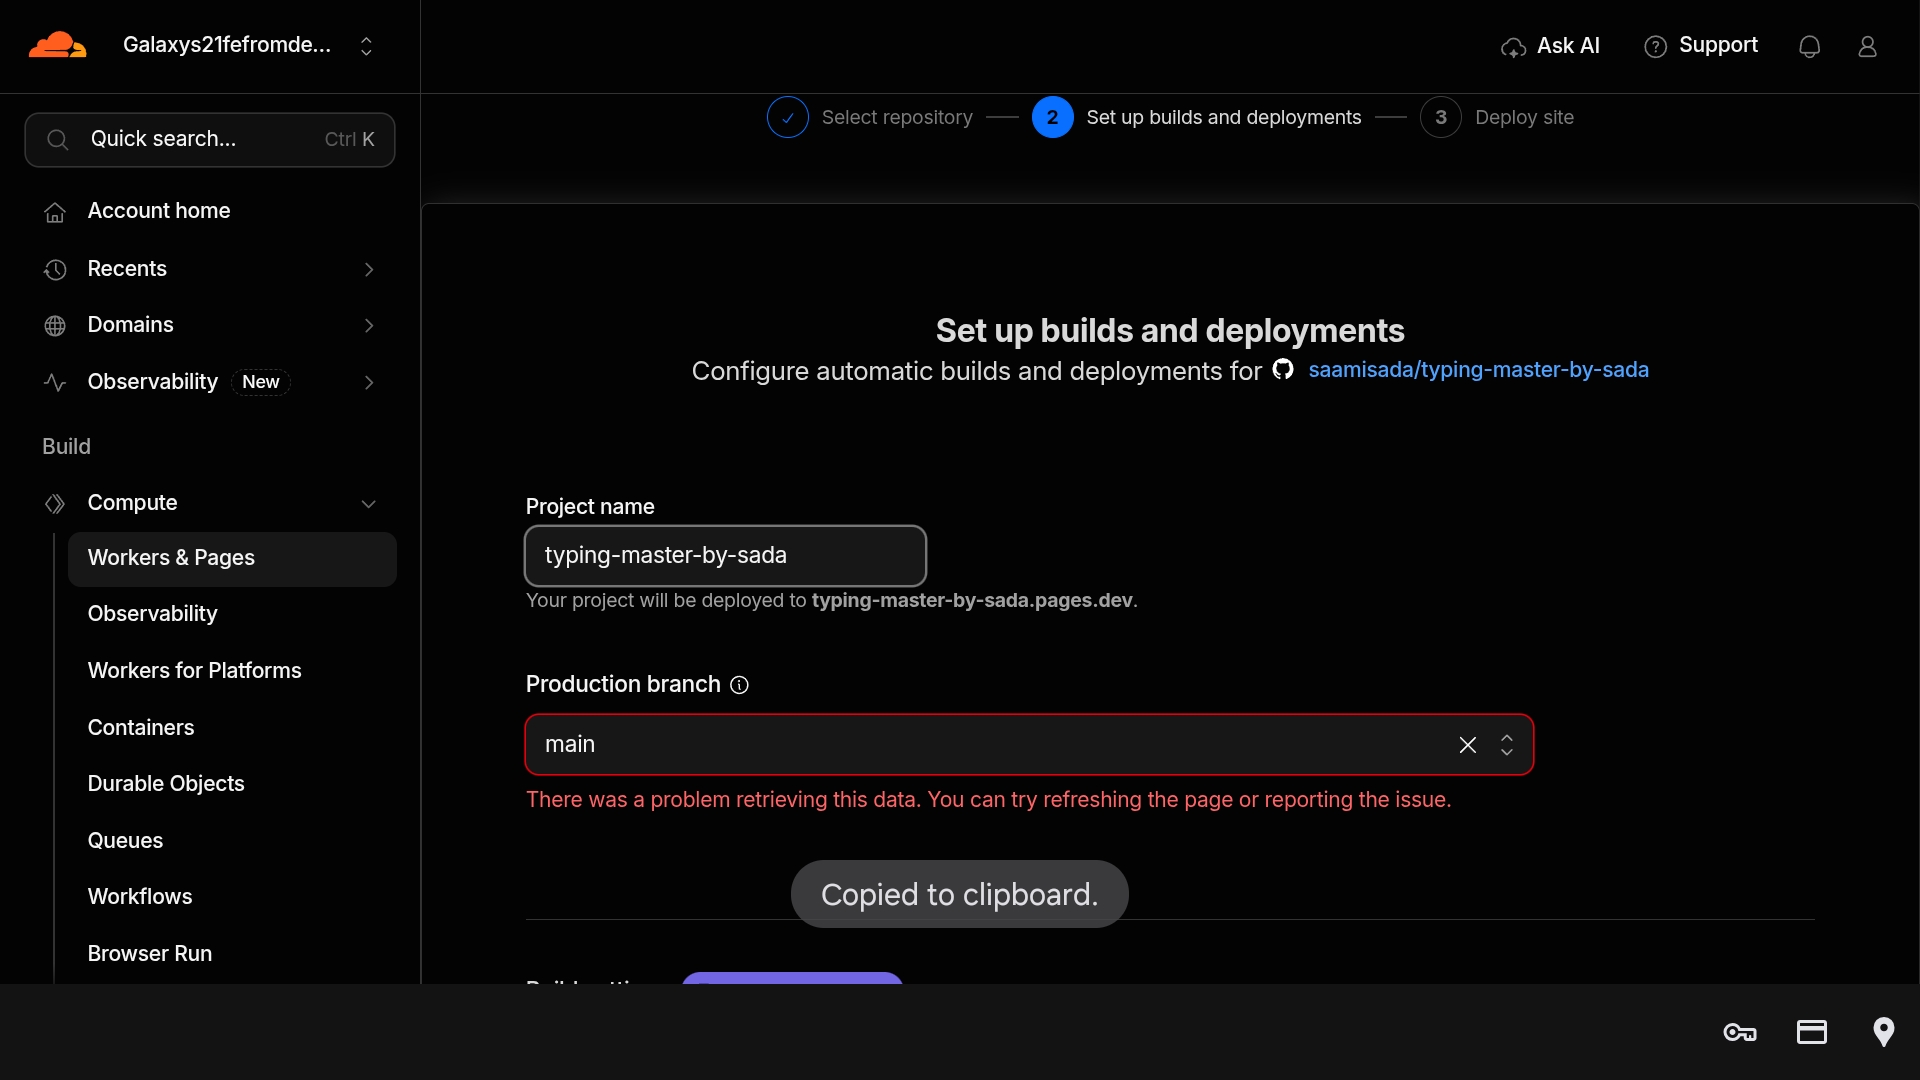 Galaxys21fefromde...
Ask AI
Support
Quick search...
Ctrl K
Select repository
2
Set up builds and deployments
3
Deploy site
Account home
Recents
Domains
Observability
New
Build
Compute
Workers & Pages
Observability
Workers for Platforms
Containers
Durable Objects
Queues
Workflows
Browser Run
Set up builds and deployments
Configure automatic builds and deployments for saamisada/typing-master-by-sada
Project name
typing-master-by-sada
Your project will be deployed to typing-master-by-sada.pages.dev.
Production branch
main
There was a problem retrieving this data. You can try refreshing the page or reporting the issue.
Copied to clipboard.